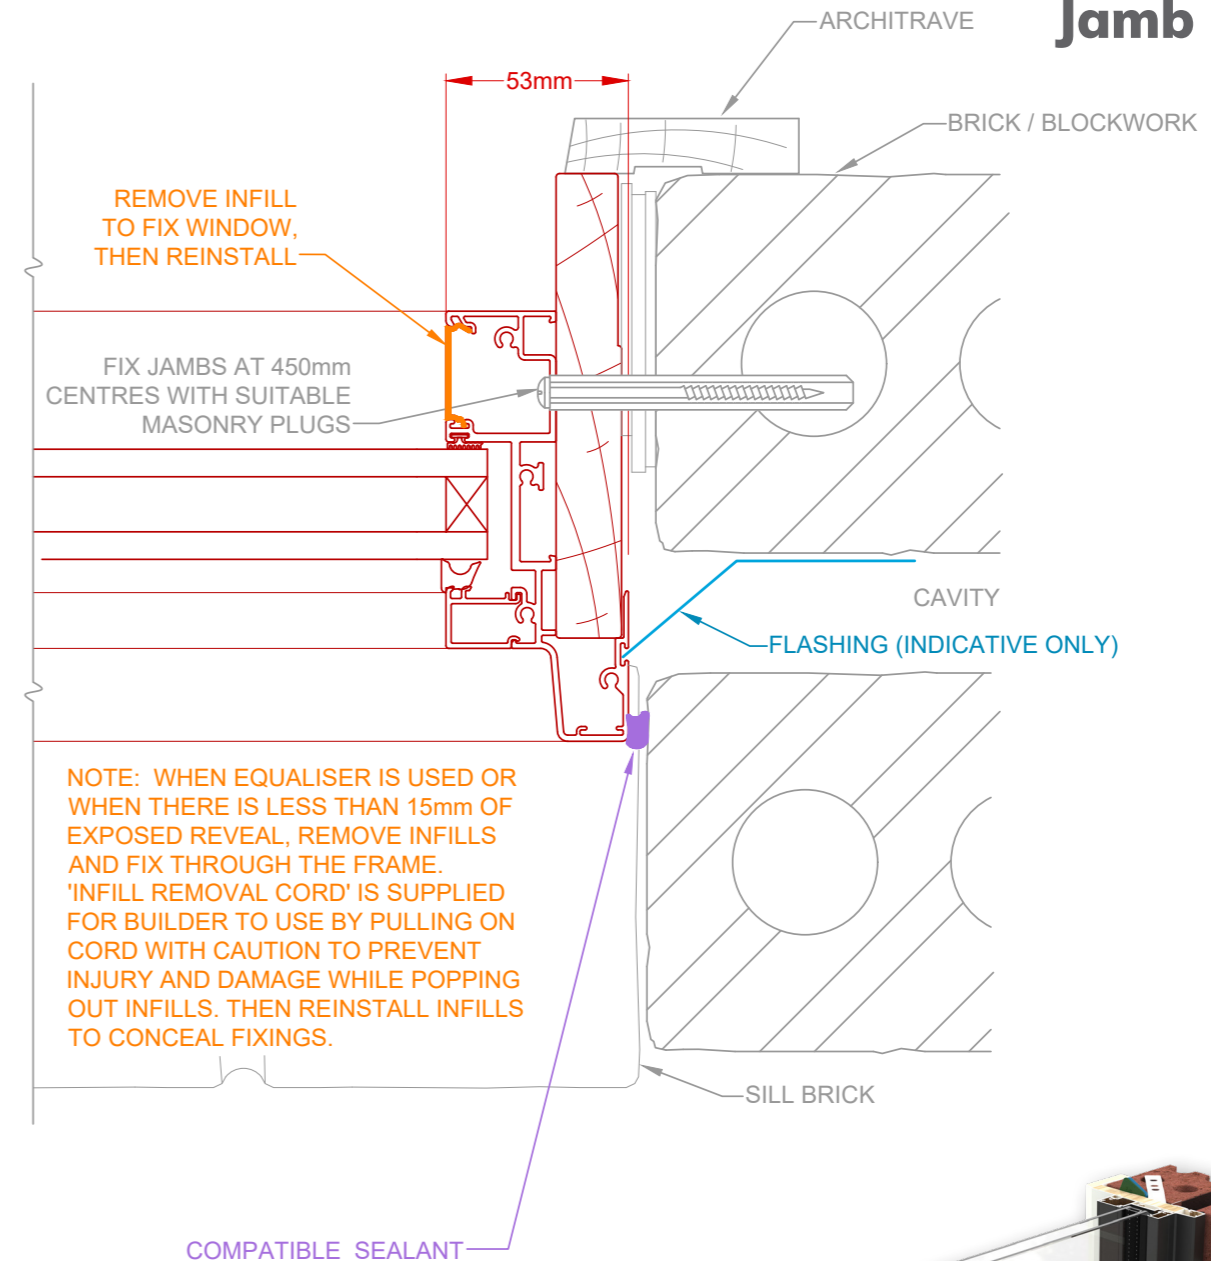 Jamb
ARCHITRAVE
53mm
BRICK / BLOCKWORK
REMOVE INFILL
TO FIX WINDOW,
THEN REINSTALL
FIX JAMBS AT 450mm
CENTRES WITH SUITABLE
MASONRY PLUGS
CAVITY
FLASHING (INDICATIVE ONLY)
NOTE: WHEN EQUALISER IS USED OR
WHEN THERE IS LESS THAN 15mm OF
EXPOSED REVEAL, REMOVE INFILLS
AND FIX THROUGH THE FRAME.
'INFILL REMOVAL CORD' IS SUPPLIED
FOR BUILDER TO USE BY PULLING ON
CORD WITH CAUTION TO PREVENT
INJURY AND DAMAGE WHILE POPPING
OUT INFILLS. THEN REINSTALL INFILLS
TO CONCEAL FIXINGS.
SILL BRICK
COMPATIBLE SEALANT